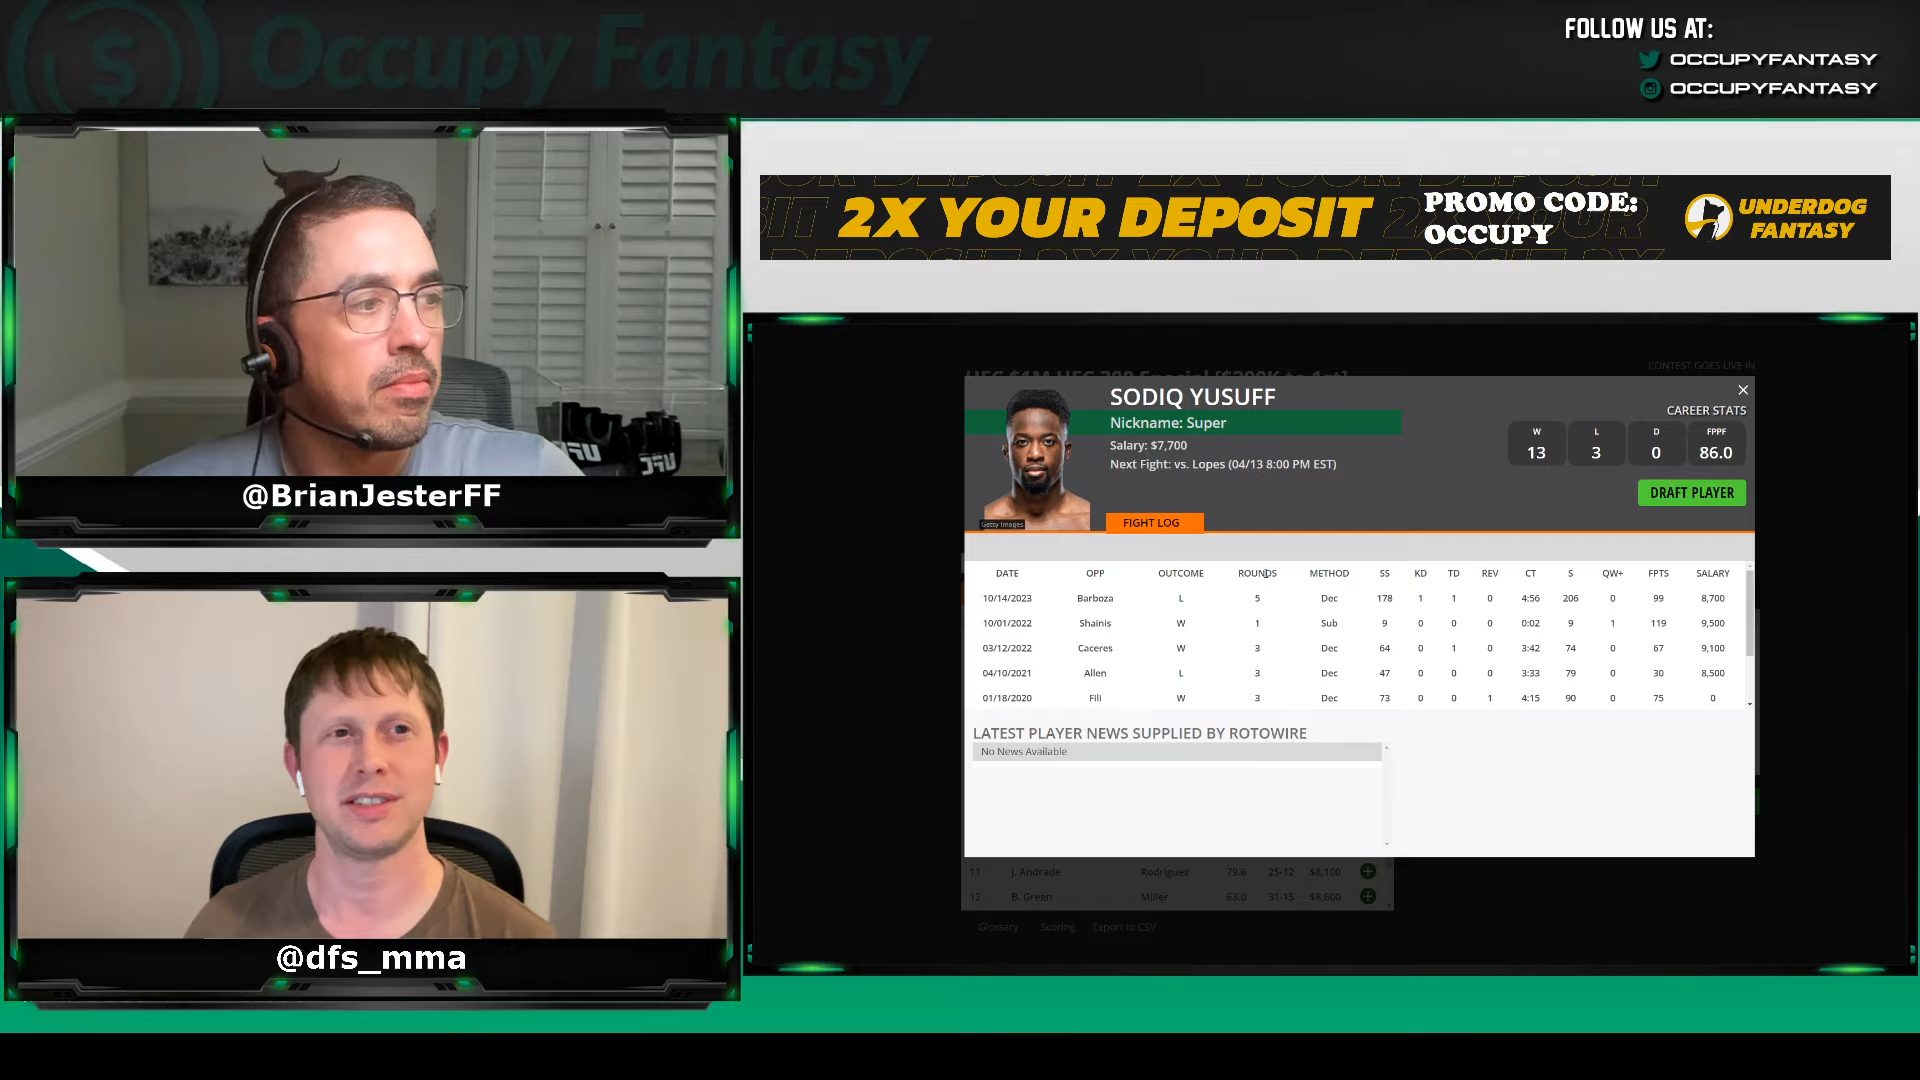 Occupy Fantasy
FOLLOW US AT:
OCCUPYFANTASY
OCCUPYFANTASY
2X YOUR DEPOSIT
PROMO CODE:
OCCUPY
UNDERDOG
FANTASY
@BrianJesterFF
@dfs_mma
CONTEST GOES LIVE IN
SODIQ YUSUFF
Nickname: Super
Salary: $7,700
Next Fight: vs. Lopes (04/13 8:00 PM EST)
CAREER STATS
W L D FPPF
13 3 0 86.0
DRAFT PLAYER
Getty Images
FIGHT LOG
DATE OPP OUTCOME ROUNDS METHOD SS KD TD REV CT S QW+ FPTS SALARY
10/14/2023 Barboza L 5 Dec 178 1 1 0 4:56 206 0 99 8,700
10/01/2022 Shainis W 1 Sub 9 0 0 0 0:02 9 1 119 9,500
03/12/2022 Caceres W 3 Dec 64 0 1 0 3:42 74 0 67 9,100
04/10/2021 Allen L 3 Dec 47 0 0 0 3:33 79 0 30 8,500
01/18/2020 Fili W 3 Dec 73 0 0 1 4:15 90 0 75 0
LATEST PLAYER NEWS SUPPLIED BY ROTOWIRE
No News Available
11 J. Andrade Rodriguez 79.6 25-12 $8,100
12 B. Green Miller 63.0 31-15 $8,600
Glossary Scoring Export to CSV